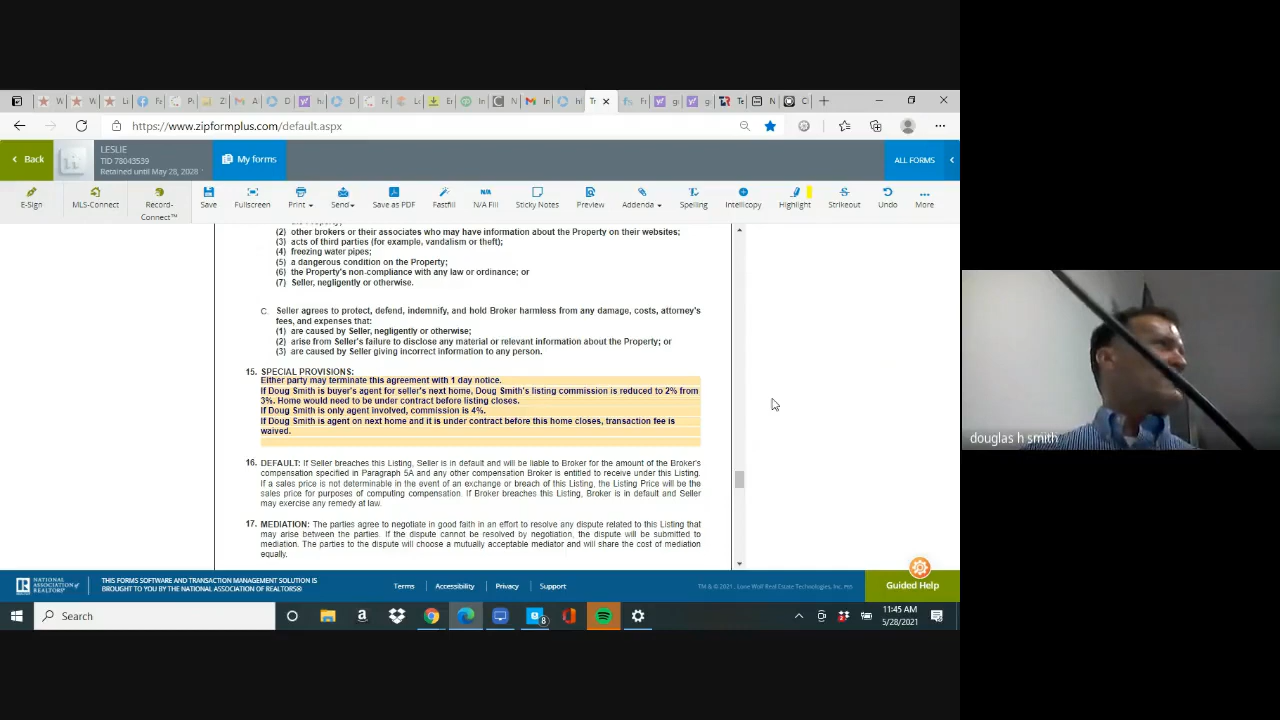 https://www.zipformplus.com/default.aspx
Back
LESLIE
TID 78043539
Retained until May 28, 2028
My forms
ALL FORMS
E-Sign
MLS-Connect
Record-
Connect™
Save
Fullscreen
Print
Send
Save as PDF
Fastfill
N/A
N/A Fill
Sticky Notes
Preview
Addenda
Spelling
Intellicopy
Highlight
Strikeout
Undo
More
(2) other brokers or their associates who may have information about the Property on their websites;
(3) acts of third parties (for example, vandalism or theft);
(4) freezing water pipes;
(5) a dangerous condition on the Property;
(6) the Property's non-compliance with any law or ordinance; or
(7) Seller, negligently or otherwise.
C. Seller agrees to protect, defend, indemnify, and hold Broker harmless from any damage, costs, attorney's
fees, and expenses that:
(1) are caused by Seller, negligently or otherwise;
(2) arise from Seller's failure to disclose any material or relevant information about the Property; or
(3) are caused by Seller giving incorrect information to any person.
15. SPECIAL PROVISIONS:
Either party may terminate this agreement with 1 day notice.
If Doug Smith is buyer's agent for seller's next home, Doug Smith's listing commission is reduced to 2% from
3%. Home would need to be under contract before listing closes.
If Doug Smith is only agent involved, commission is 4%.
If Doug Smith is agent on next home and it is under contract before this home closes, transaction fee is
waived.
16. DEFAULT: If Seller breaches this Listing, Seller is in default and will be liable to Broker for the amount of the Broker's
compensation specified in Paragraph 5A and any other compensation Broker is entitled to receive under this Listing.
If a sales price is not determinable in the event of an exchange or breach of this Listing, the Listing Price will be
the sales price for purposes of computing compensation. If Broker breaches this Listing, Broker is in default and Seller
may exercise any remedy at law.
17. MEDIATION: The parties agree to negotiate in good faith in an effort to resolve any dispute related to this Listing that
may arise between the parties. If the dispute cannot be resolved by negotiation, the dispute will be submitted to
mediation. The parties to the dispute will choose a mutually acceptable mediator and will share the cost of mediation
equally.
douglas h smith
NATIONAL
ASSOCIATION of
REALTORS®
THIS FORMS SOFTWARE AND TRANSACTION MANAGEMENT SOLUTION IS
BROUGHT TO YOU BY THE NATIONAL ASSOCIATION OF REALTORS®
Terms
Accessibility
Privacy
Support
TM & © 2021, Lone Wolf Real Estate Technologies, Inc.
Guided Help
Search
8
2
11:45 AM
5/28/2021